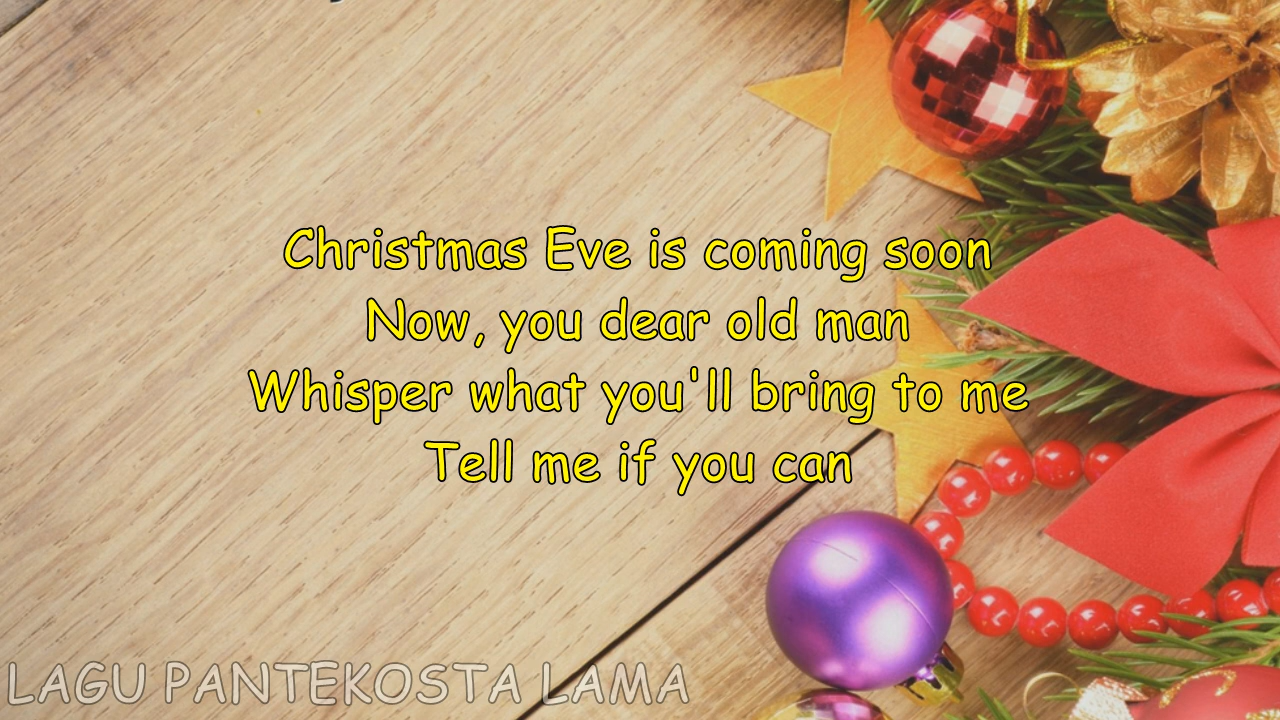 Christmas Eve is coming soon
Now, you dear old man
Whisper what you'll bring to me
Tell me if you can
LAGU PANTEKOSTA LAMA